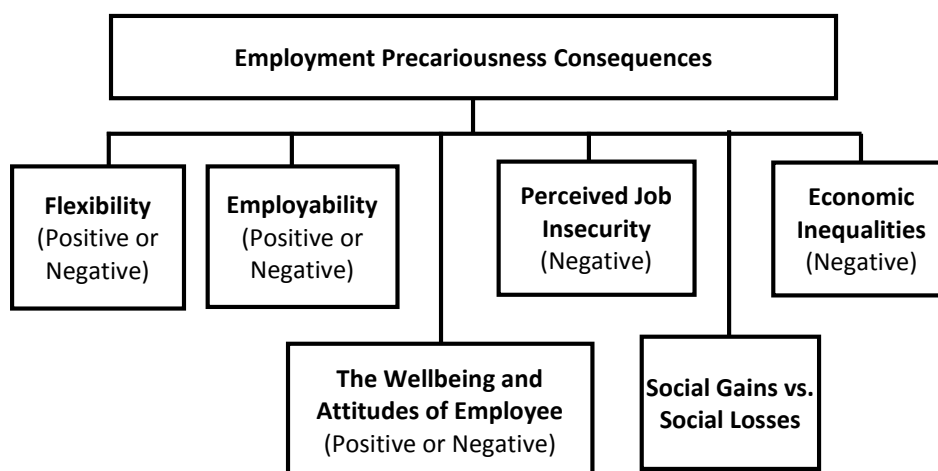 Employment Precariousness Consequences
Flexibility
(Positive or
Negative)
Employability
(Positive or
Negative)
Perceived Job
Insecurity
(Negative)
Economic
Inequalities
(Negative)
The Wellbeing and
Attitudes of Employee
(Positive or Negative)
Social Gains vs.
Social Losses